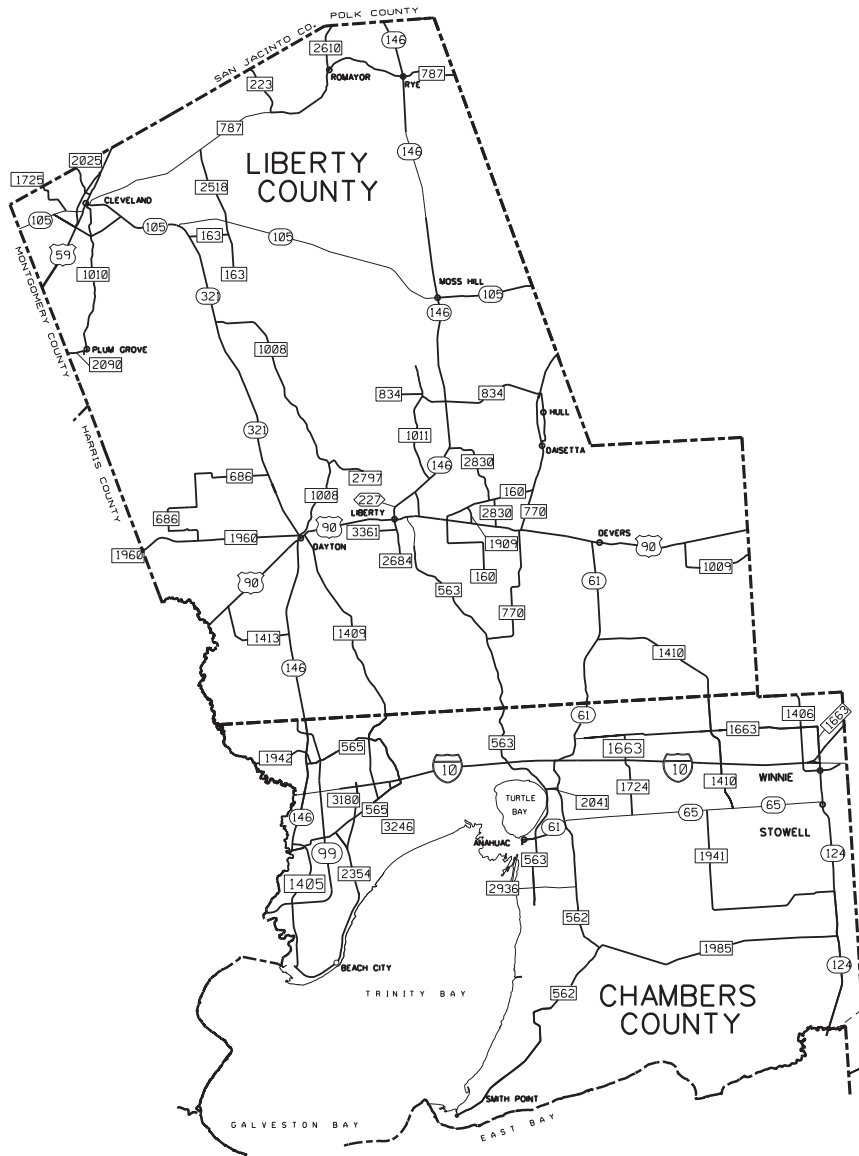 POLK COUNTY
SAN JACINTO CO.
146
2610
ROMAYOR
RYE
787
223
787
146
LIBERTY
COUNTY
2025
1725
2518
CLEVELAND
105
105
163
105
59
163
1010
MONTGOMERY COUNTY
MOSS HILL
105
321
146
PLUM GROVE
2090
1008
834
834
HULL
HARRIS COUNTY
321
1011
DAISETTA
146
2830
686
2797
1008
160
227
LIBERTY
2830
770
686
90
3361
1960
1960
DAYTON
1909
DEVERS
90
2684
160
1009
90
563
61
770
1413
1409
1410
146
61
1406
1663
563
1663
1663
565
1942
10
10
WINNIE
1724
1410
3180
TURTLE
BAY
2041
565
146
3246
61
65
65
STOWELL
ANAHUAC
99
563
1941
124
2354
1405
2936
562
1985
BEACH CITY
124
TRINITY BAY
562
CHAMBERS
COUNTY
SMITH POINT
GALVESTON BAY
EAST BAY